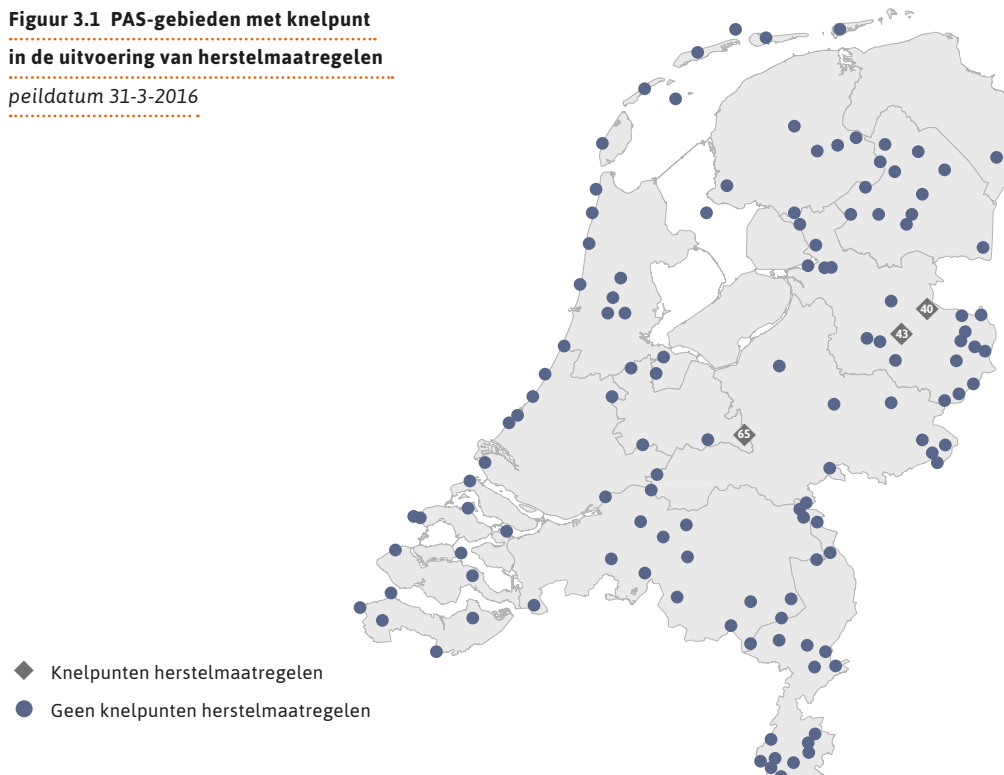 Figuur 3.1 PAS-gebieden met knelpunt
in de uitvoering van herstelmaatregelen
peildatum 31-3-2016
40
43
65
Knelpunten herstelmaatregelen
Geen knelpunten herstelmaatregelen